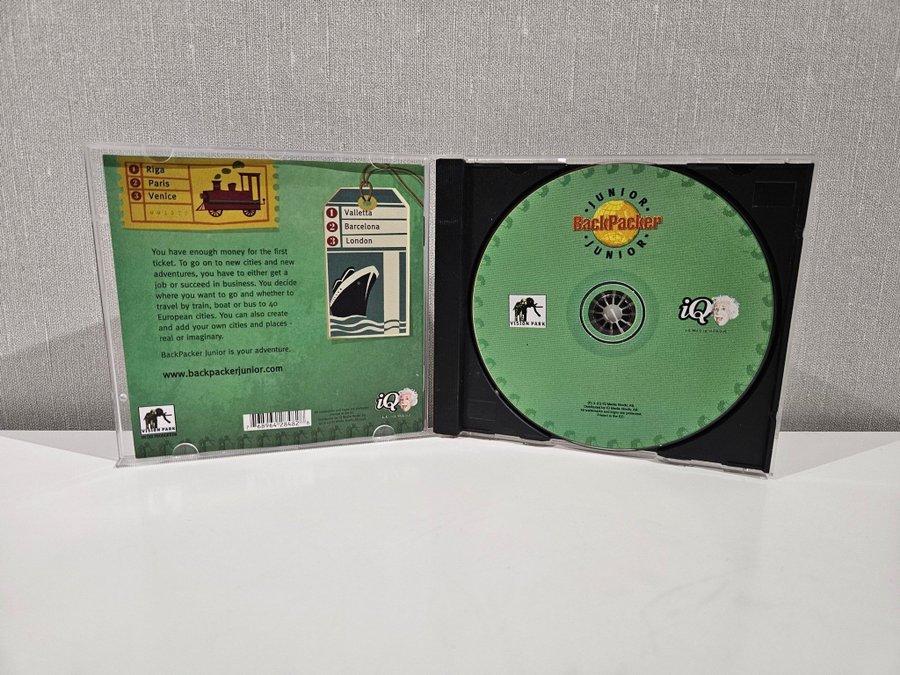 1 Riga
2 Paris
3 Venice
1 Valletta
2 Barcelona
3 London
You have enough money for the first
ticket. To go on to new cities and new
adventures, you have to either get a
job or succeed in business. You decide
where you want to go and whether to
travel by train, boat or bus to 40
European cities. You can also create
and add your own cities and places -
real or imaginary.
BackPacker Junior is your adventure.
www.backpackerjunior.com
VISION PARK
iQ
JUNIOR
BackPacker
JUNIOR
VISION PARK
iQ